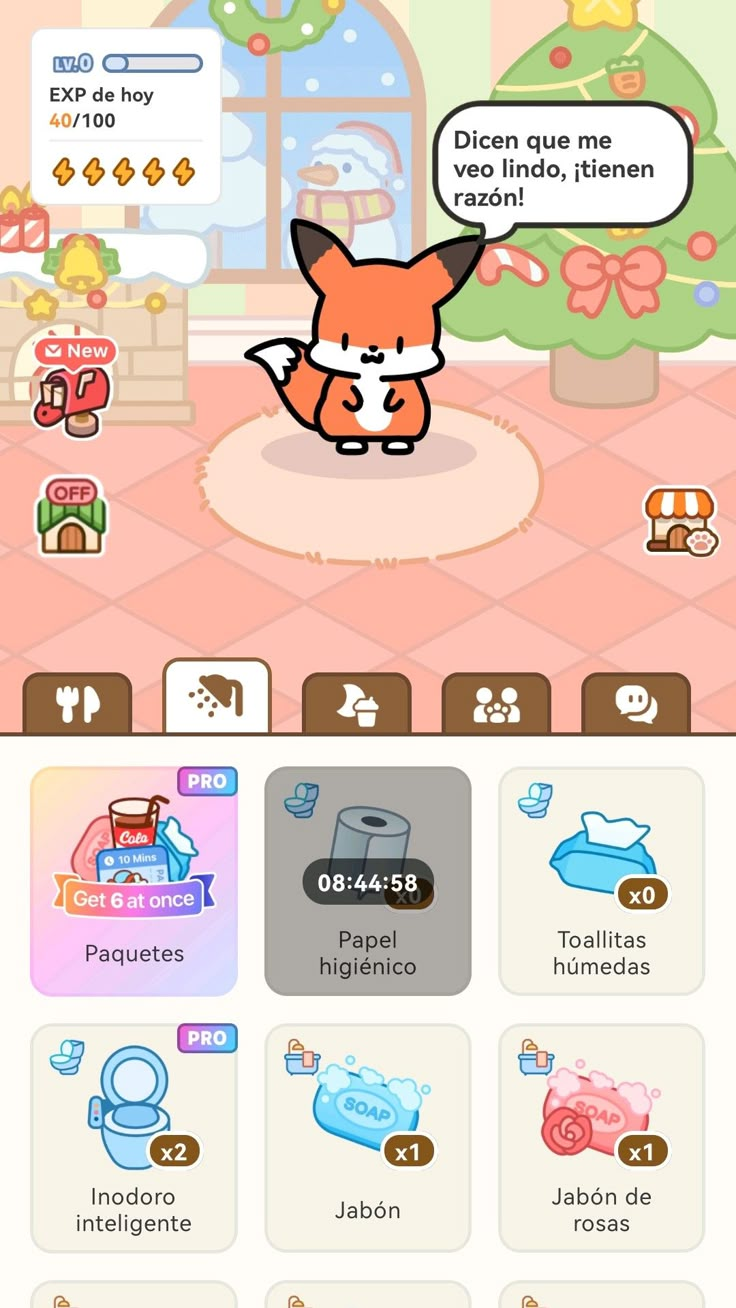 LV.0
EXP de hoy
40/100
Dicen que me
veo lindo, ¡tienen
razón!
New
OFF
PRO
SOAP
Cola
10 Mins
Get 6 at once
Paquetes
08:44:58
x0
Papel
higiénico
x0
Toallitas
húmedas
PRO
x2
Inodoro
inteligente
SOAP
x1
Jabón
SOAP
x1
Jabón de
rosas